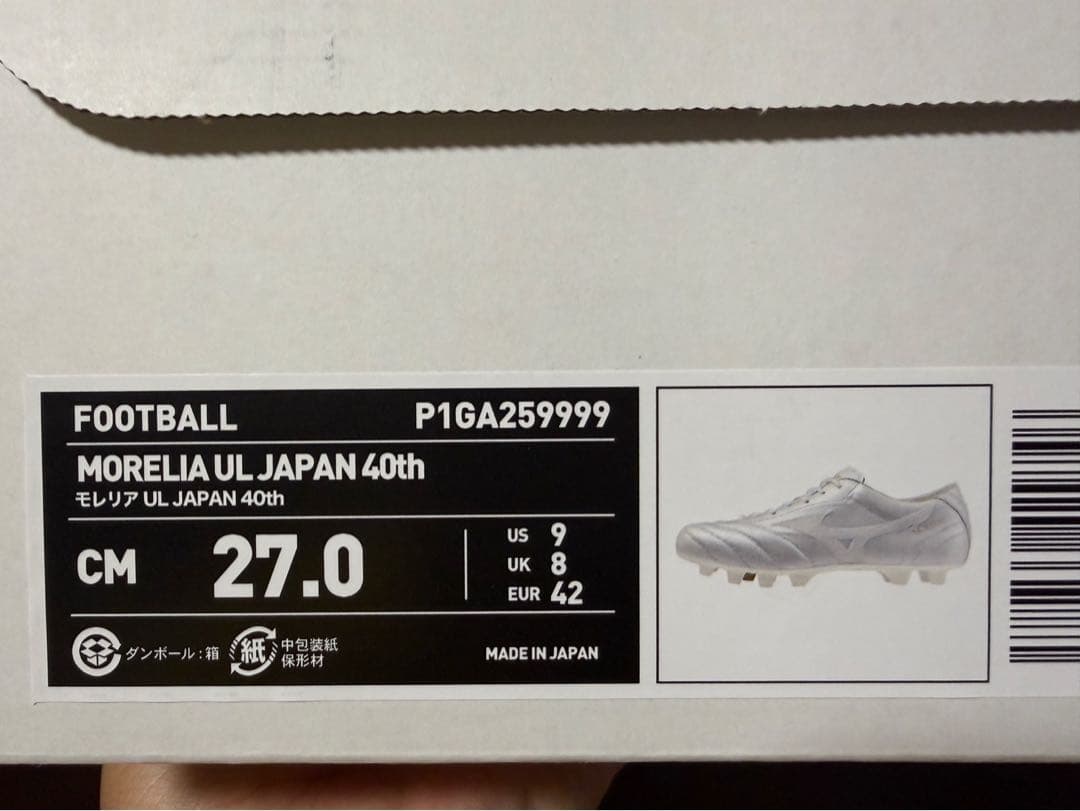 FOOTBALL P1GA259999
MORELIA UL JAPAN 40th
モレリア UL JAPAN 40th
CM 27.0
US 9
UK 8
EUR 42
ダンボール:箱
紙 中包装紙
保形材
MADE IN JAPAN